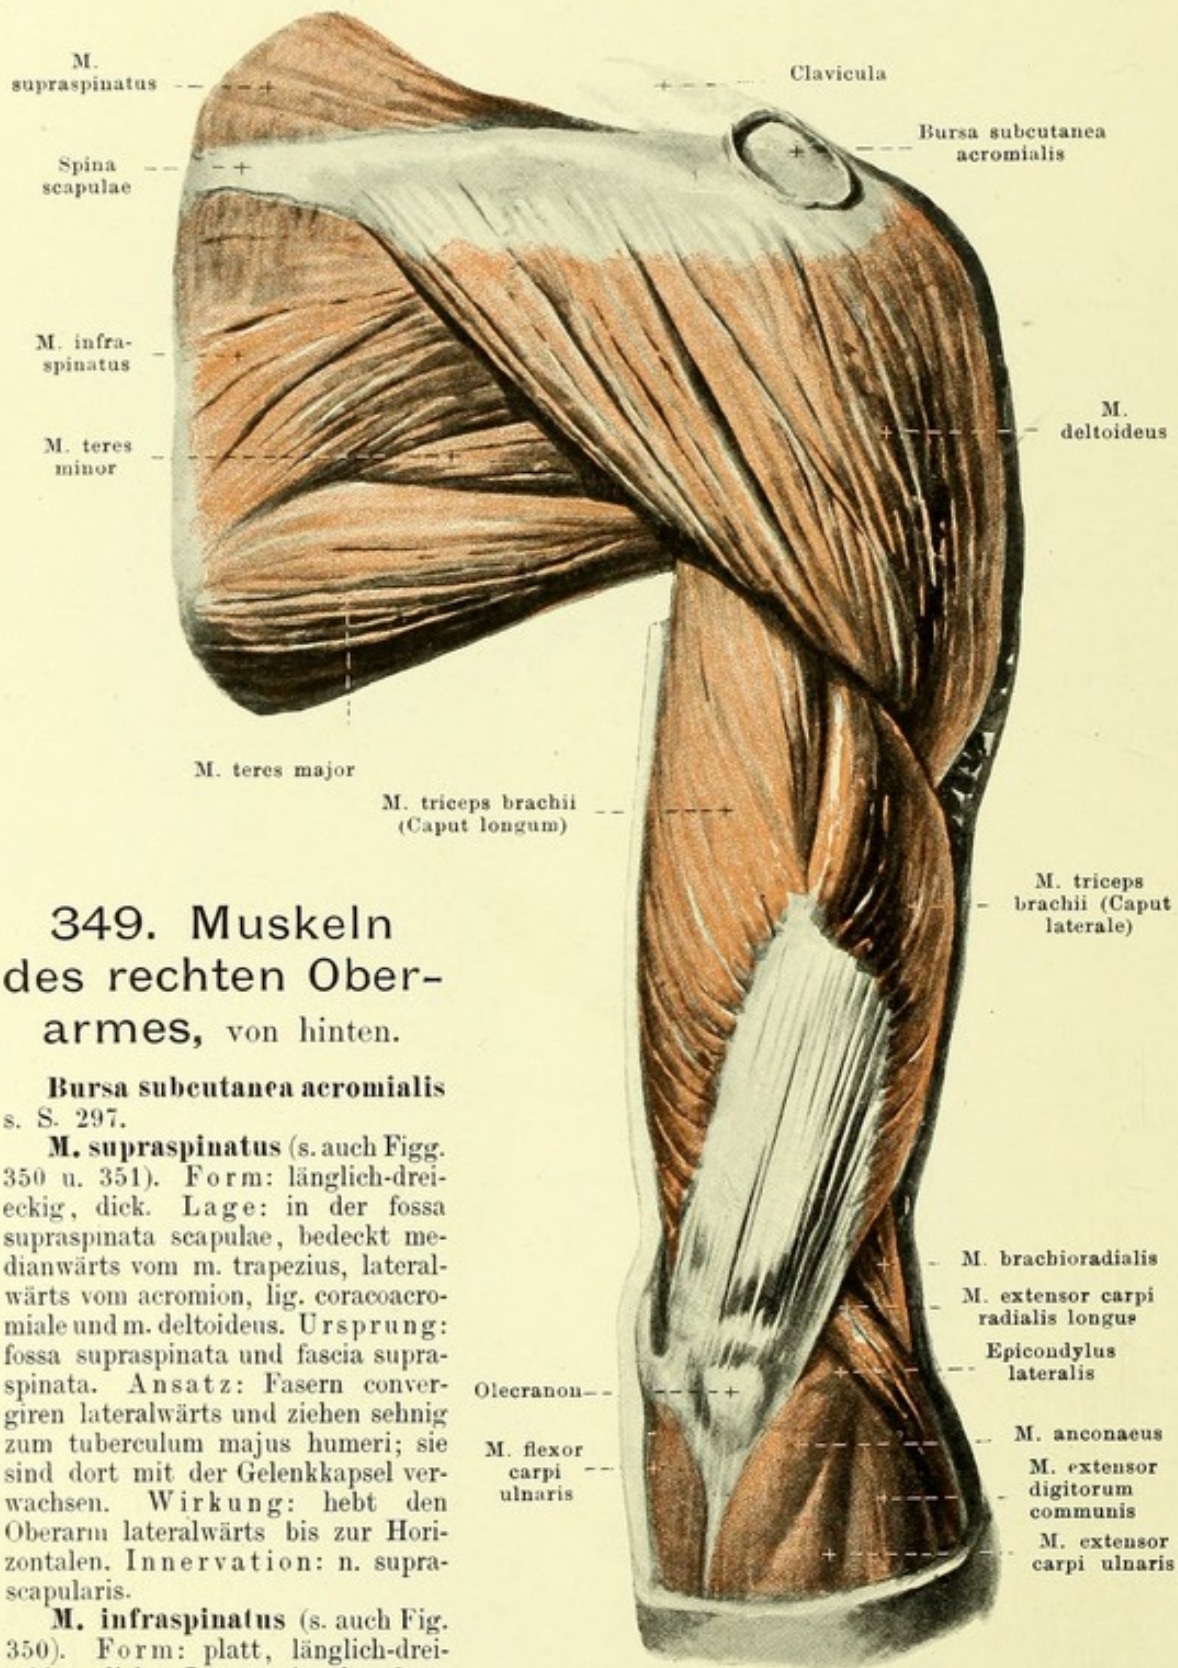 M.
supraspinatus
Clavicula
Bursa subcutanea
acromialis
Spina
scapulae
M. infra-
spinatus
M.
deltoideus
M. teres
minor
M. teres major
M. triceps brachii
(Caput longum)
M. triceps
brachii (Caput
laterale)
349. Muskeln
des rechten Ober-
armes, von hinten.
Bursa subcutanea acromialis
s. S. 297.
M. supraspinatus (s. auch Figg.
350 u. 351). Form: länglich-drei-
eckig, dick. Lage: in der fossa
supraspinata scapulae, bedeckt me-
dianwärts vom m. trapezius, lateral-
wärts vom acromion, lig. coracoacro-
miale und m. deltoideus. Ursprung:
fossa supraspinata und fascia supra-
spinata. Ansatz: Fasern conver-
giren lateralwärts und ziehen sehnig
zum tuberculum majus humeri; sie
sind dort mit der Gelenkkapsel ver-
wachsen. Wirkung: hebt den
Oberarm lateralwärts bis zur Hori-
zontalen. Innervation: n. supra-
scapularis.
M. infraspinatus (s. auch Fig.
350). Form: platt, länglich-drei-
M. brachioradialis
M. extensor carpi
radialis longus
Epicondylus
lateralis
Olecranon
M. anconaeus
M. flexor
carpi
ulnaris
M. extensor
digitorum
communis
M. extensor
carpi ulnaris